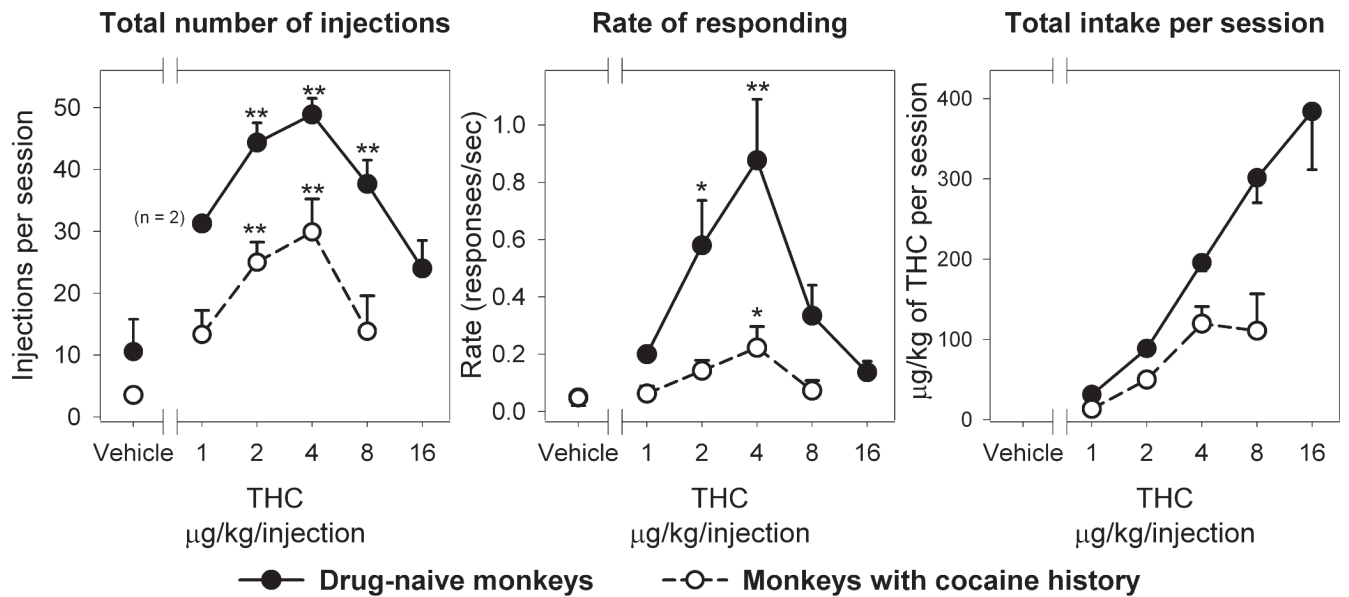 Total number of injections
Rate of responding
Total intake per session
Injections per session
50
40
30
20
10
0
(n = 2)
**
**
**
**
**
Vehicle 1 2 4 8 16
THC
μg/kg/injection
Rate (responses/sec)
1.0
0.8
0.6
0.4
0.2
0.0
*
**
*
Vehicle 1 2 4 8 16
THC
μg/kg/injection
μg/kg of THC per session
400
300
200
100
0
Vehicle 1 2 4 8 16
THC
μg/kg/injection
Drug-naive monkeys
Monkeys with cocaine history